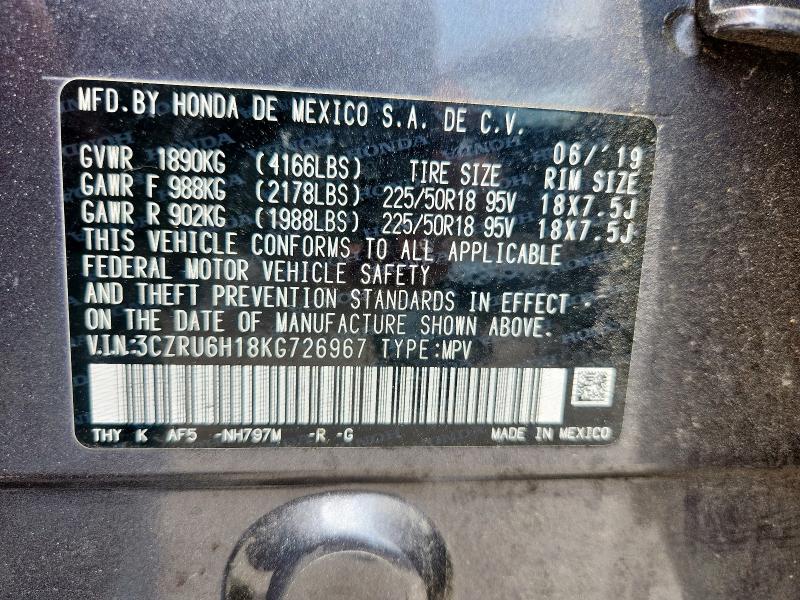 MFD.BY HONDA DE MEXICO S.A. DE C.V.
06/'19
GVWR 1890KG (4166LBS) TIRE SIZE RIM SIZE
GAWR F 988KG (2178LBS) 225/50R18 95V 18X7.5J
GAWR R 902KG (1988LBS) 225/50R18 95V 18X7.5J
THIS VEHICLE CONFORMS TO ALL APPLICABLE
FEDERAL MOTOR VEHICLE SAFETY
AND THEFT PREVENTION STANDARDS IN EFFECT
ON THE DATE OF MANUFACTURE SHOWN ABOVE.
V.I.N:3CZRU6H18KG726967 TYPE:MPV
THY K AF5 -NH797M -R -G MADE IN MEXICO